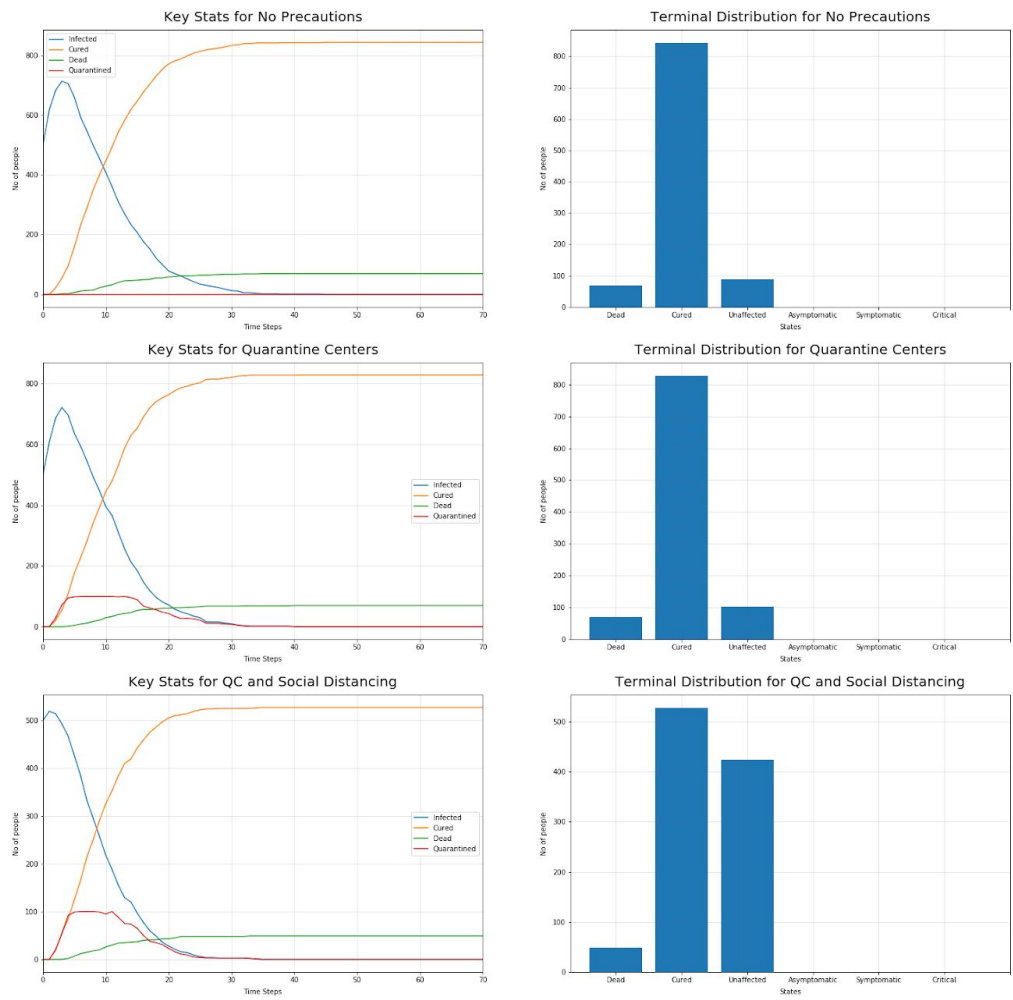 Key Stats for No Precautions
Infected
Cured
Dead
Quarantined
800
600
400
200
0
No of people
0 10 20 30 40 50 60 70
Time Steps
Terminal Distribution for No Precautions
800
700
600
500
400
300
200
100
0
No of people
Dead Cured Unaffected Asymptomatic Symptomatic Critical
States
Key Stats for Quarantine Centers
800
600
400
200
0
No of people
Infected
Cured
Dead
Quarantined
0 10 20 30 40 50 60 70
Time Steps
Terminal Distribution for Quarantine Centers
800
700
600
500
400
300
200
100
0
No of people
Dead Cured Unaffected Asymptomatic Symptomatic Critical
States
Key Stats for QC and Social Distancing
500
400
300
200
100
0
No of people
Infected
Cured
Dead
Quarantined
0 10 20 30 40 50 60 70
Time Steps
Terminal Distribution for QC and Social Distancing
500
400
300
200
100
0
No of people
Dead Cured Unaffected Asymptomatic Symptomatic Critical
States